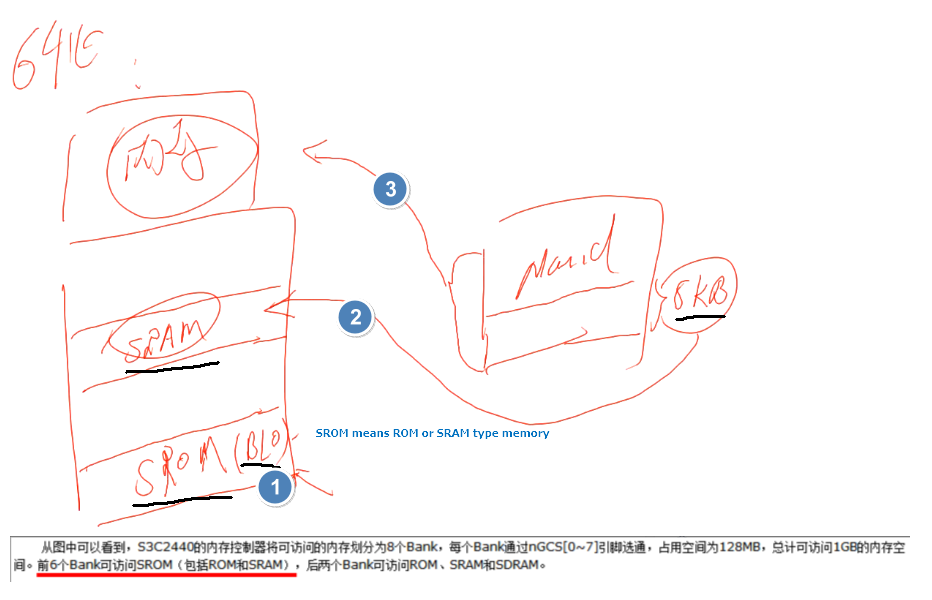 3
Nand
2
8KB
SRAM
SROM means ROM or SRAM type memory
SROM (BL0)
1
从图中可以看到，S3C2440的内存控制器将可访问的内存划分为8个Bank，每个Bank通过nGCS[0~7]引脚选通，占用空间为128MB，总计可访问1GB的内存空
间。前6个Bank可访问SROM（包括ROM和SRAM），后两个Bank可访问ROM、SRAM和SDRAM。